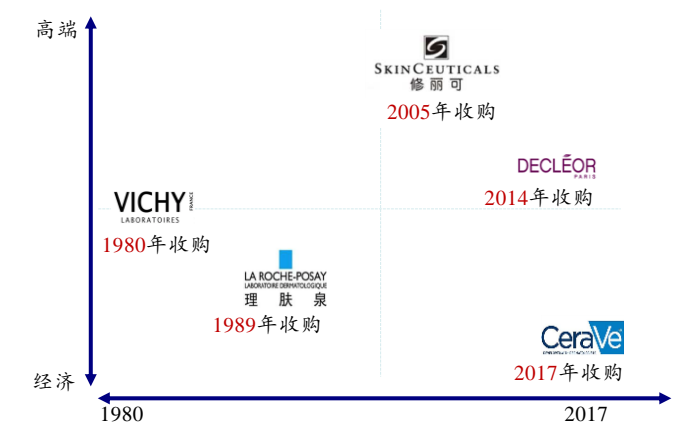 高端
SKINCEUTICALS
修丽可
2005年收购
DECLÉOR
PARIS
2014年收购
VICHY
FRANCE
LABORATOIRES
1980年收购
LA ROCHE-POSAY
LABORATOIRE DERMATOLOGIQUE
理肤泉
1989年收购
CeraVe
2017年收购
经济
1980
2017